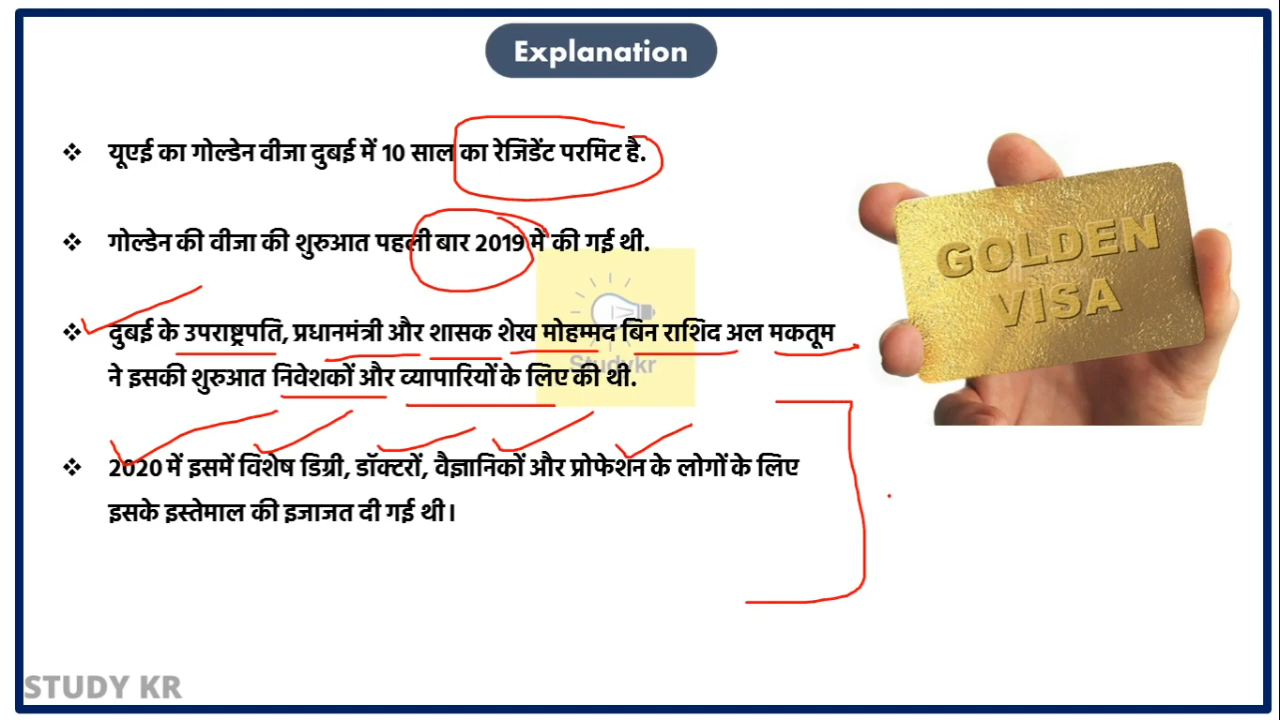 Explanation
❖ यूएई का गोल्डेन वीजा दुबई में 10 साल का रेजिडेंट परमिट है.
❖ गोल्डेन की वीजा की शुरुआत पहली बार 2019 में की गई थी.
❖ दुबई के उपराष्ट्रपति, प्रधानमंत्री और शासक शेख मोहम्मद बिन राशिद अल मकतूम
ने इसकी शुरुआत निवेशकों और व्यापारियों के लिए की थी.
❖ 2020 में इसमें विशेष डिग्री, डॉक्टरों, वैज्ञानिकों और प्रोफेशन के लोगों के लिए
इसके इस्तेमाल की इजाजत दी गई थी।
GOLDEN
VISA
Studykr
STUDY KR